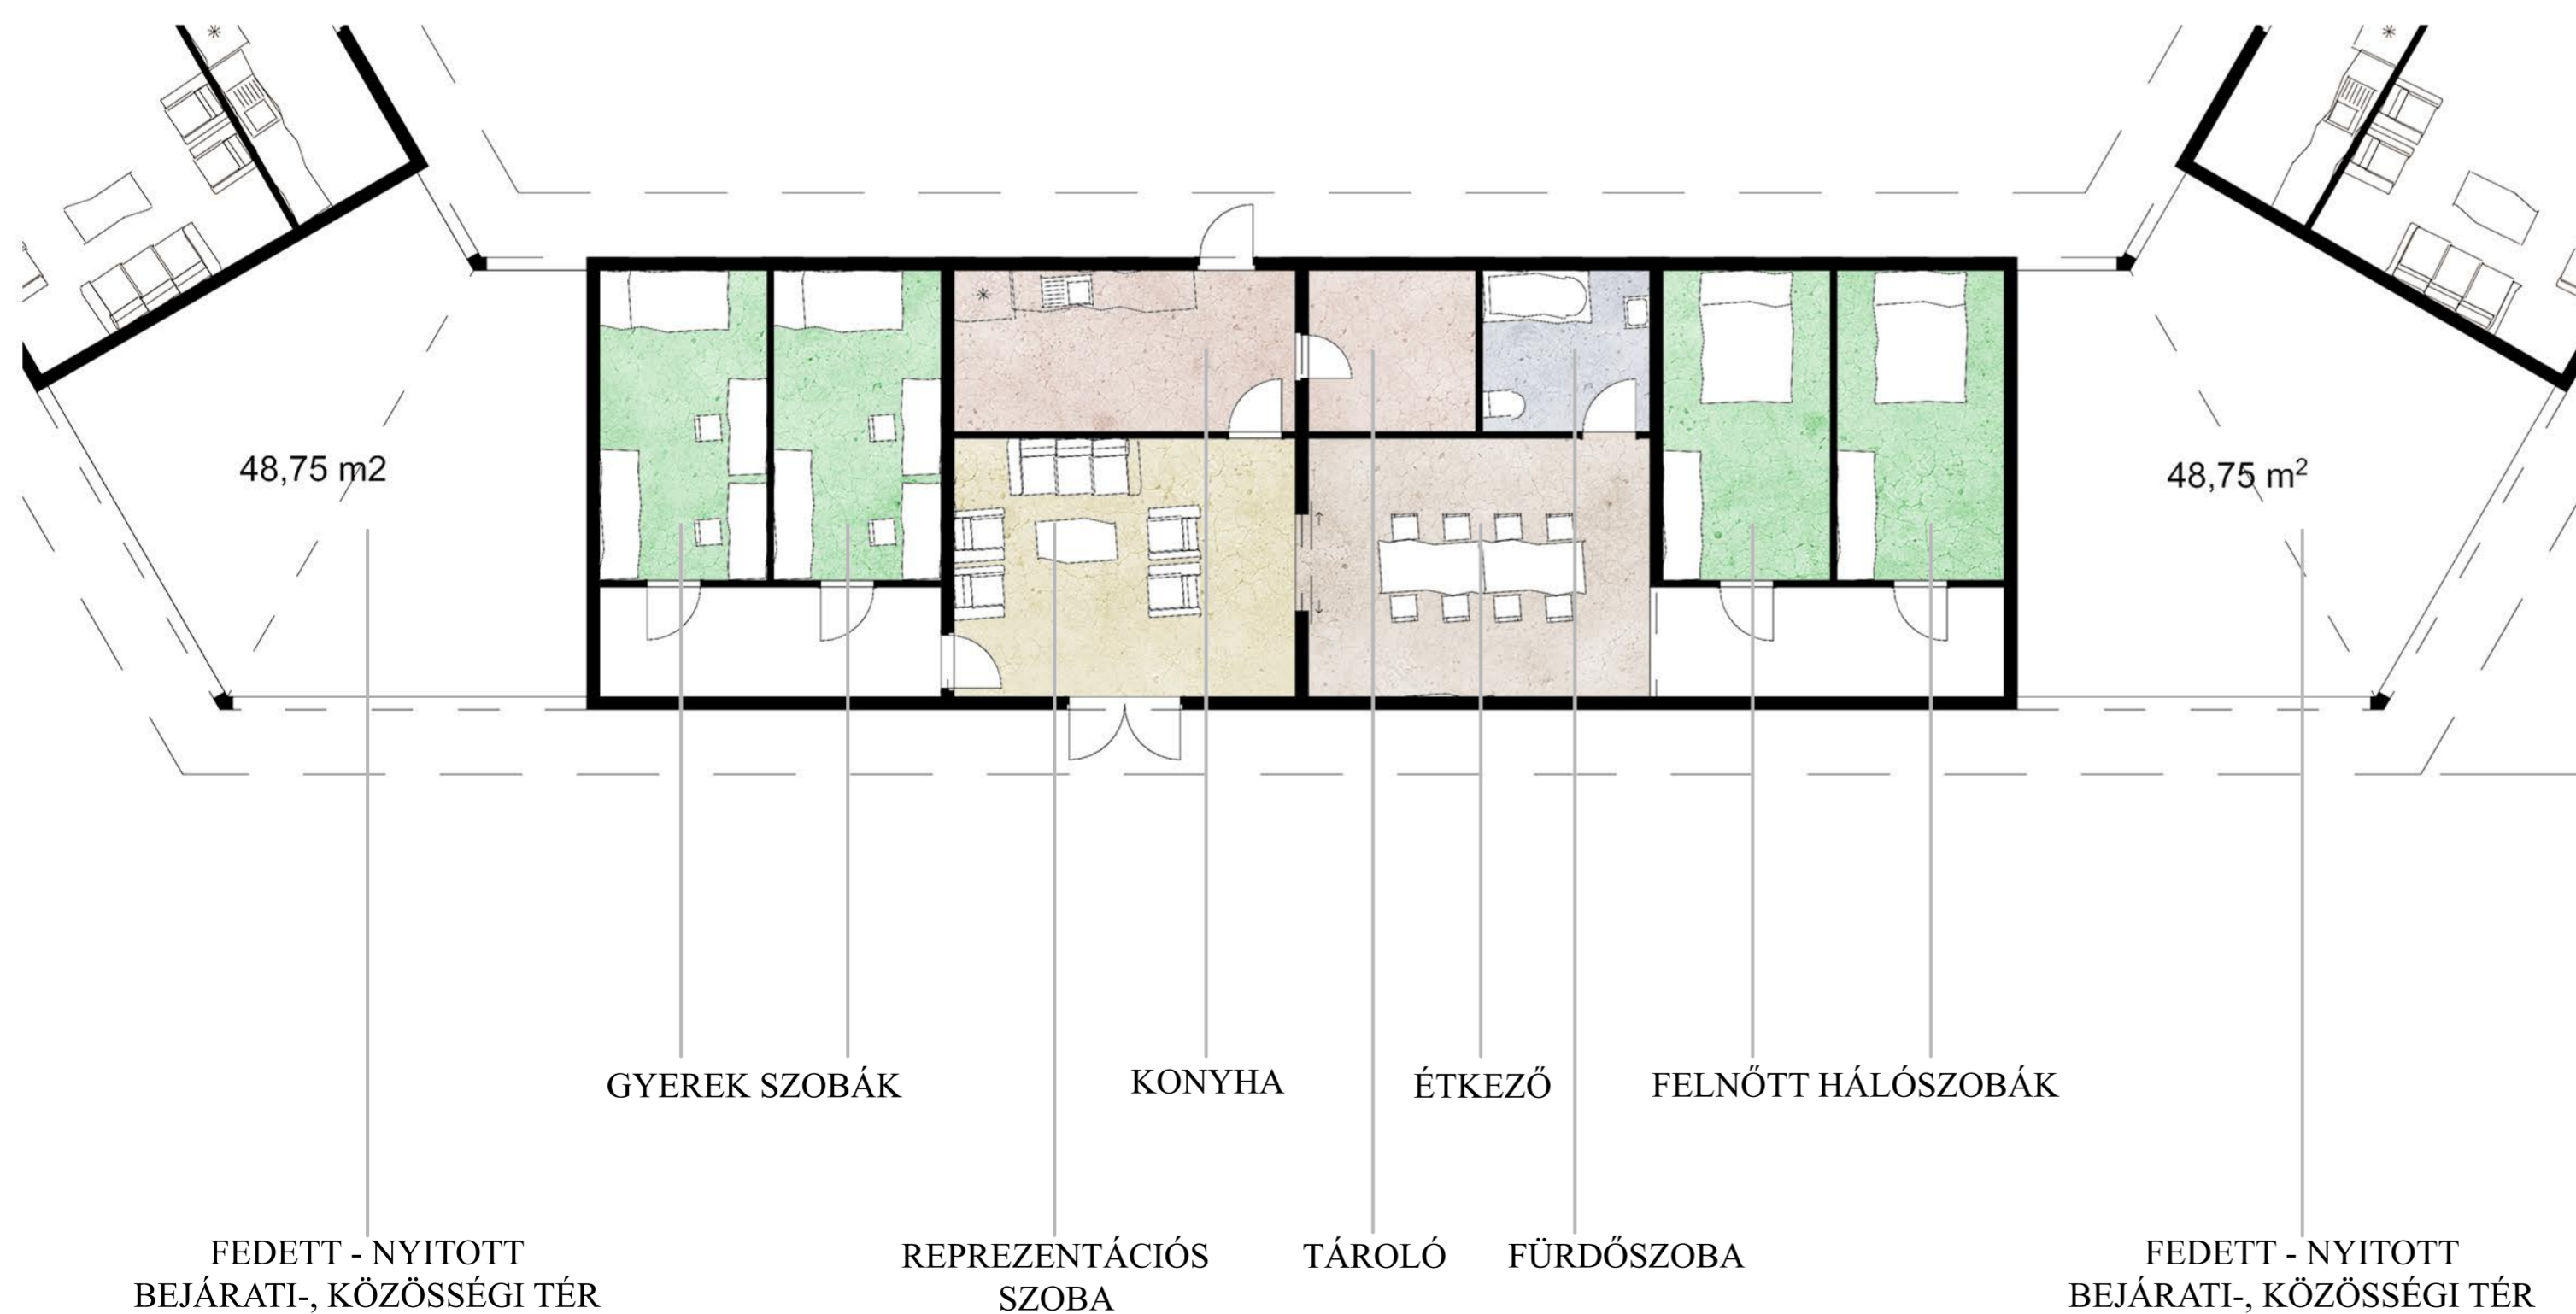 48,75 m2
48,75 m²
GYEREK SZOBÁK
KONYHA
ÉTKEZŐ
FELNŐTT HÁLÓSZOBÁK
FEDETT - NYITOTT
BEJÁRATI-, KÖZÖSSÉGI TÉR
REPREZENTÁCIÓS
SZOBA
TÁROLÓ
FÜRDŐSZOBA
FEDETT - NYITOTT
BEJÁRATI-, KÖZÖSSÉGI TÉR